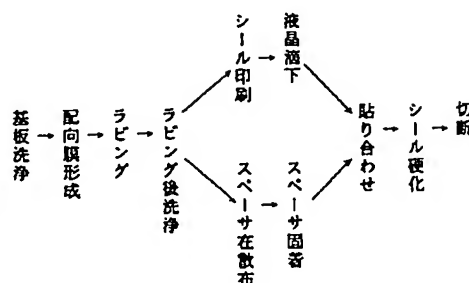 基板洗浄
配向膜形成
ラビング
ラビング後洗浄
シール印刷
液晶滴下
スペーサ在散布
スペーサ固着
貼り合わせ
シール硬化
切断